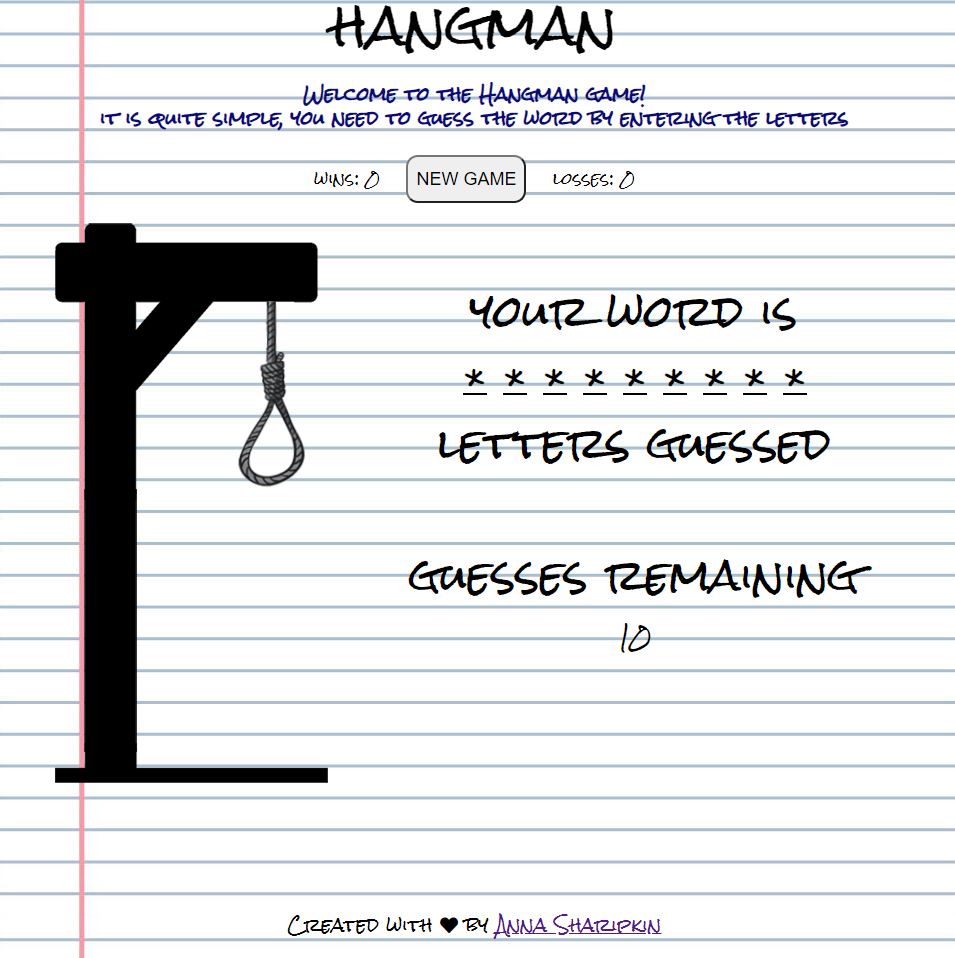 HANGMAN
Welcome to the Hangman game!
it is quite simple, you need to guess the word by entering the letters
wins: 0 NEW GAME losses: 0
YOUR WORD IS
* * * * * * * * *
LETTERS GUESSED
GUESSES REMAINING
10
Created with ♥ by Anna Sharipkin